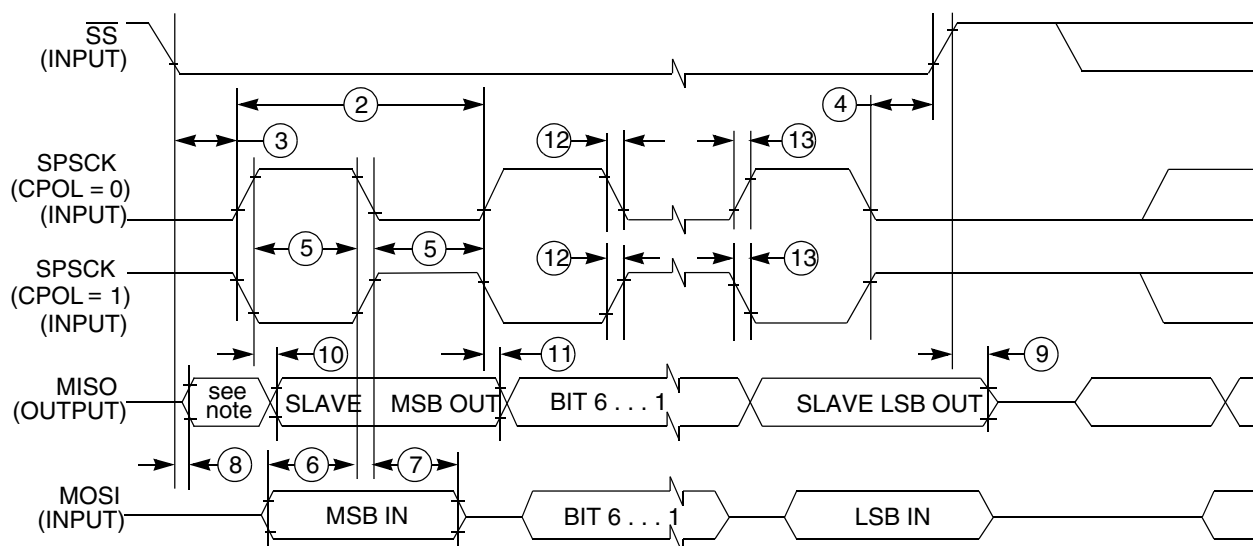 SS
(INPUT)
2
4
3
12
13
SPSCK
(CPOL = 0)
(INPUT)
5
5
12
13
SPSCK
(CPOL = 1)
(INPUT)
10
11
9
MISO
(OUTPUT)
see
note
SLAVE
MSB OUT
BIT 6 . . . 1
SLAVE LSB OUT
8
6
7
MOSI
(INPUT)
MSB IN
BIT 6 . . . 1
LSB IN